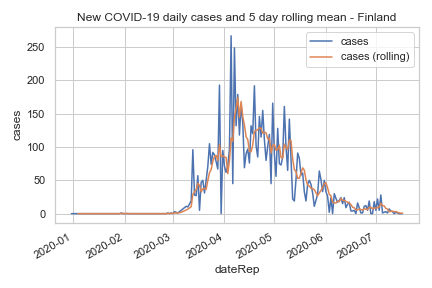 New COVID-19 daily cases and 5 day rolling mean - Finland
cases
cases (rolling)
250
200
150
100
50
0
cases
2020-01
2020-02
2020-03
2020-04
2020-05
2020-06
2020-07
dateRep